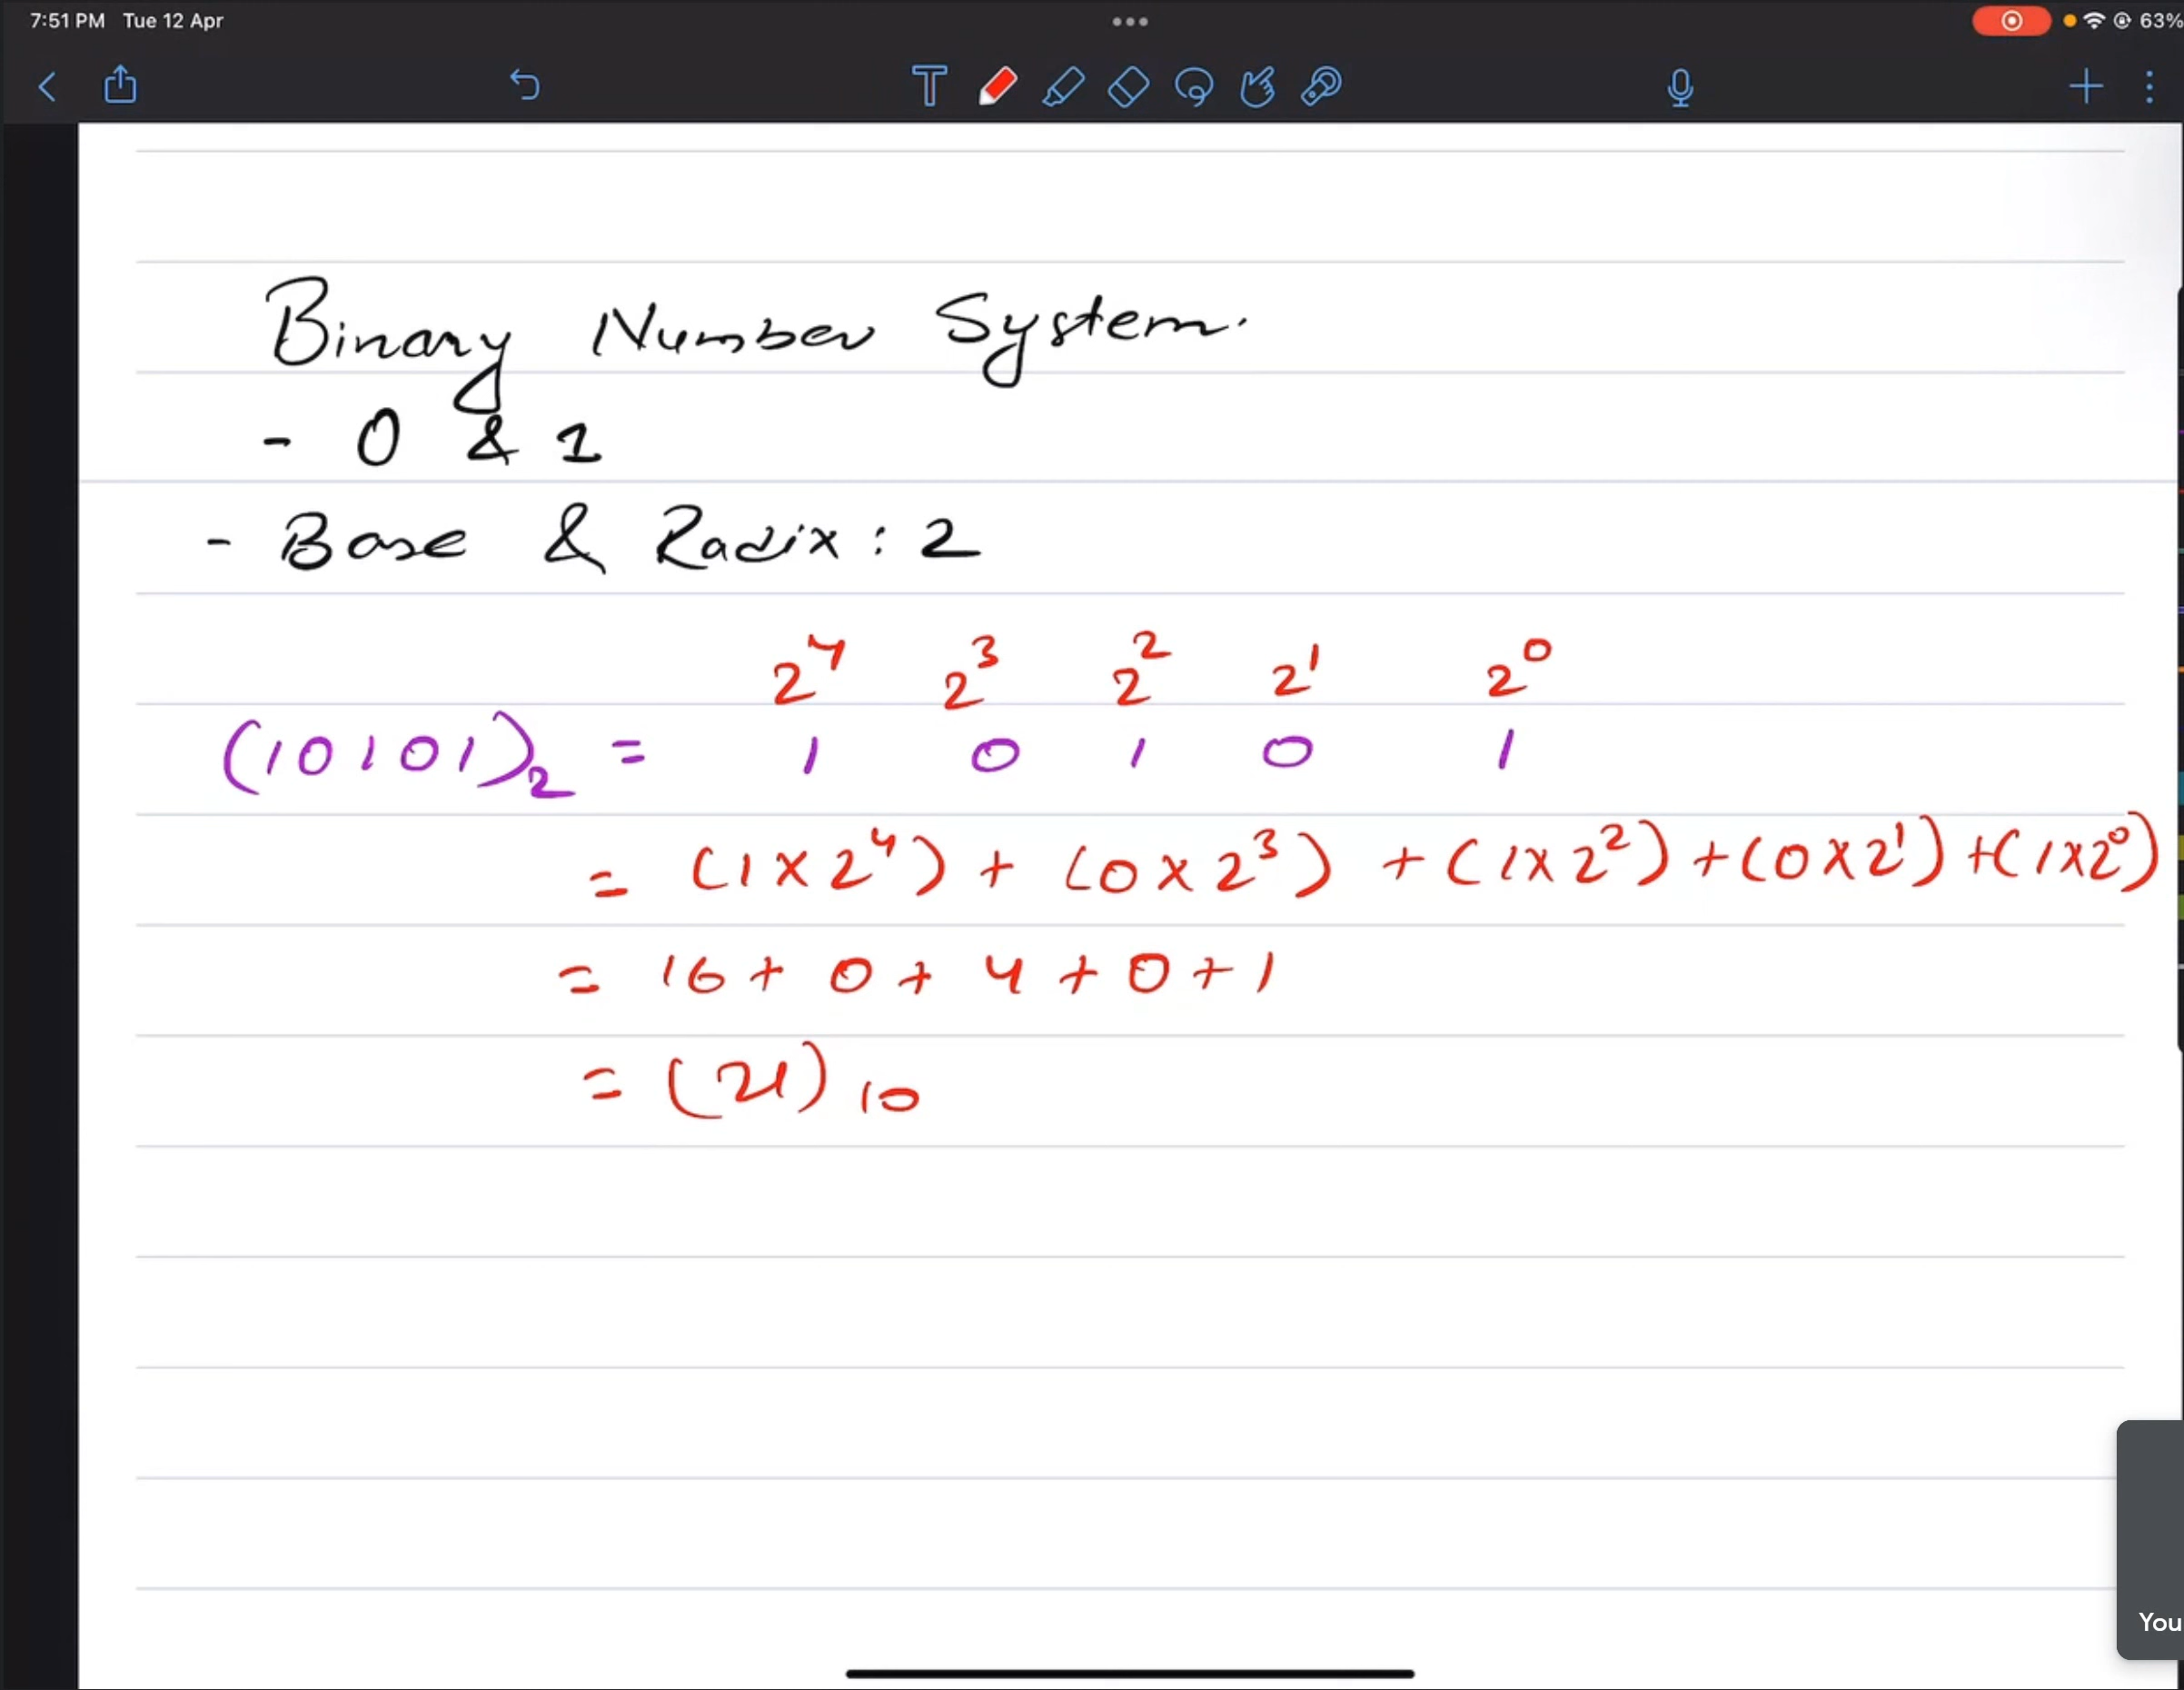 7:51 PM Tue 12 Apr 63%
Binary Number System.
- 0 & 1
- Base & Radix : 2
2⁴ 2³ 2² 2¹ 2⁰
(10101)₂ = 1 0 1 0 1
= (1 x 2⁴) + (0 x 2³) + (1 x 2²) + (0 x 2¹) + (1 x 2⁰)
= 16 + 0 + 4 + 0 + 1
= (21)₁₀
You